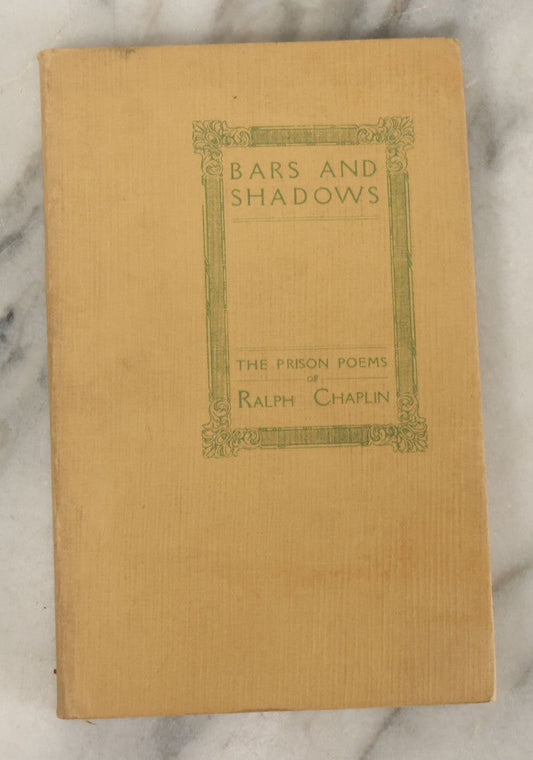 BARS AND
SHADOWS
THE PRISON POEMS
OF
RALPH CHAPLIN